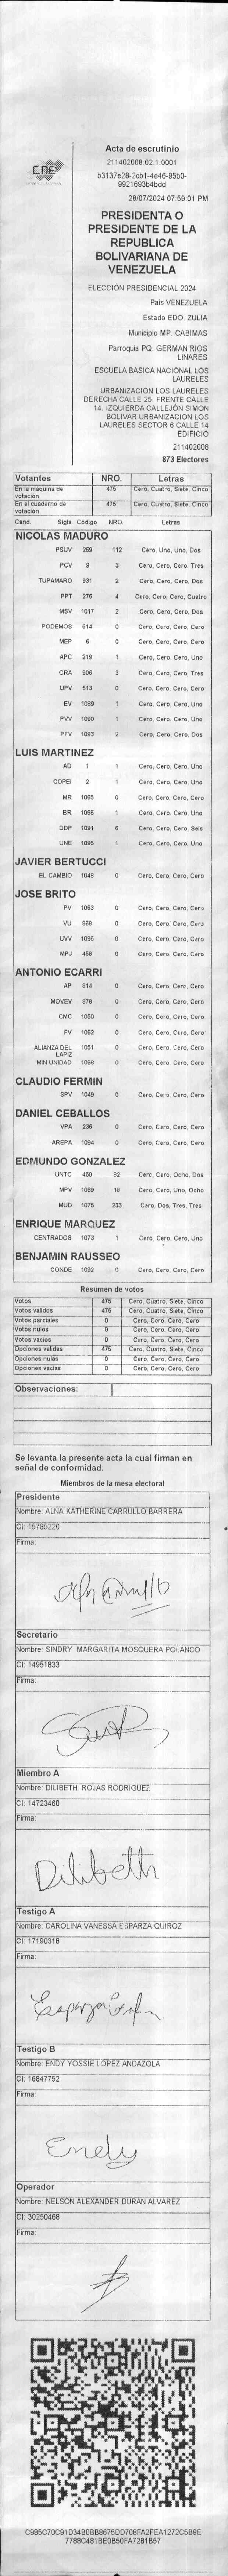 CNE
Acta de escrutinio
211402008.02.1.0001
b3137e28-2cb1-4e46-95b0-
9921693b4bdd
28/07/2024 07:59:01 PM
PRESIDENTA O
PRESIDENTE DE LA
REPUBLICA
BOLIVARIANA DE
VENEZUELA
ELECCIÓN PRESIDENCIAL 2024
Pais VENEZUELA
Estado EDO. ZULIA
Municipio MP. CABIMAS
Parroquia PQ. GERMAN RIOS
LINARES
ESCUELA BASICA NACIONAL LOS
LAURELES
URBANIZACION LOS LAURELES
DERECHA CALLE 25. FRENTE CALLE
14. IZQUIERDA CALLEJÓN SIMON
BOLIVAR URBANIZACION LOS
LAURELES SECTOR 6 CALLE 14
EDIFICIO
211402008
873 Electores
Votantes NRO. Letras
En la máquina de votación 475 Cero, Cuatro, Siete, Cinco
En el cuaderno de votación 475 Cero, Cuatro, Siete, Cinco
Cand. Sigla Código NRO. Letras
NICOLAS MADURO
PSUV 269 112 Cero, Uno, Uno, Dos
PCV 9 3 Cero, Cero, Cero, Tres
TUPAMARO 931 2 Cero, Cero, Cero, Dos
PPT 276 4 Cero, Cero, Cero, Cuatro
MSV 1017 2 Cero, Cero, Cero, Dos
PODEMOS 514 0 Cero, Cero, Cero, Cero
MEP 6 0 Cero, Cero, Cero, Cero
APC 219 1 Cero, Cero, Cero, Uno
ORA 906 3 Cero, Cero, Cero, Tres
UPV 613 0 Cero, Cero, Cero, Cero
EV 1089 1 Cero, Cero, Cero, Uno
PVV 1090 1 Cero, Cero, Cero, Uno
PFV 1093 2 Cero, Cero, Cero, Dos
LUIS MARTINEZ
AD 1 1 Cero, Cero, Cero, Uno
COPEI 2 1 Cero, Cero, Cero, Uno
MR 1065 0 Cero, Cero, Cero, Cero
BR 1066 1 Cero, Cero, Cero, Uno
DDP 1091 6 Cero, Cero, Cero, Seis
UNE 1095 1 Cero, Cero, Cero, Uno
JAVIER BERTUCCI
EL CAMBIO 1048 0 Cero, Cero, Cero, Cero
JOSE BRITO
PV 1053 0 Cero, Cero, Cero, Cero
VU 868 0 Cero, Cero, Cero, Cero
UVV 1096 0 Cero, Cero, Cero, Cero
MPJ 458 0 Cero, Cero, Cero, Cero
ANTONIO ECARRI
AP 914 0 Cero, Cero, Cero, Cero
MOVEV 878 0 Cero, Cero, Cero, Cero
CMC 1050 0 Cero, Cero, Cero, Cero
FV 1062 0 Cero, Cero, Cero, Cero
ALIANZA DEL LAPIZ 1051 0 Cero, Cero, Cero, Cero
MIN UNIDAD 1068 0 Cero, Cero, Cero, Cero
CLAUDIO FERMIN
SPV 1049 0 Cero, Cero, Cero, Cero
DANIEL CEBALLOS
VPA 236 0 Cero, Cero, Cero, Cero
AREPA 1094 0 Cero, Cero, Cero, Cero
EDMUNDO GONZALEZ
UNTC 460 82 Cero, Cero, Ocho, Dos
MPV 1069 18 Cero, Cero, Uno, Ocho
MUD 1075 233 Cero, Dos, Tres, Tres
ENRIQUE MARQUEZ
CENTRADOS 1073 1 Cero, Cero, Cero, Uno
BENJAMIN RAUSSEO
CONDE 1092 0 Cero, Cero, Cero, Cero
Resumen de votos
Votos 475 Cero, Cuatro, Siete, Cinco
Votos validos 475 Cero, Cuatro, Siete, Cinco
Votos parciales 0 Cero, Cero, Cero, Cero
Votos nulos 0 Cero, Cero, Cero, Cero
Votos vacios 0 Cero, Cero, Cero, Cero
Opciones validas 475 Cero, Cuatro, Siete, Cinco
Opciones nulas 0 Cero, Cero, Cero, Cero
Opciones vacias 0 Cero, Cero, Cero, Cero
Observaciones:
Se levanta la presente acta la cual firman en
señal de conformidad.
Miembros de la mesa electoral
Presidente
Nombre: ALNA KATHERINE CARRULLO BARRERA
CI: 15785220
Firma:
Secretario
Nombre: SINDRY MARGARITA MOSQUERA POLANCO
CI: 14951833
Firma:
Miembro A
Nombre: DILIBETH ROJAS RODRIGUEZ
CI: 14723460
Firma:
Dilibeth
Testigo A
Nombre: CAROLINA VANESSA ESPARZA QUIROZ
CI: 17190318
Firma:
Testigo B
Nombre: ENDY YOSSIE LOPEZ ANDAZOLA
CI: 16847752
Firma:
Endy
Operador
Nombre: NELSON ALEXANDER DURAN ALVAREZ
CI: 30250468
Firma:
C985C70C91D34B0BB8675DD708FA2FEA1272C5B9E
7788C481BE0B50FA7281B57